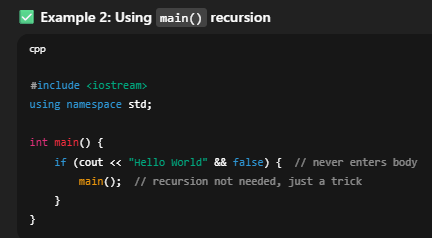 ✅ Example 2: Using main() recursion
cpp
#include <iostream>
using namespace std;
int main() {
    if (cout << "Hello World" && false) {  // never enters body
        main();  // recursion not needed, just a trick
    }
}